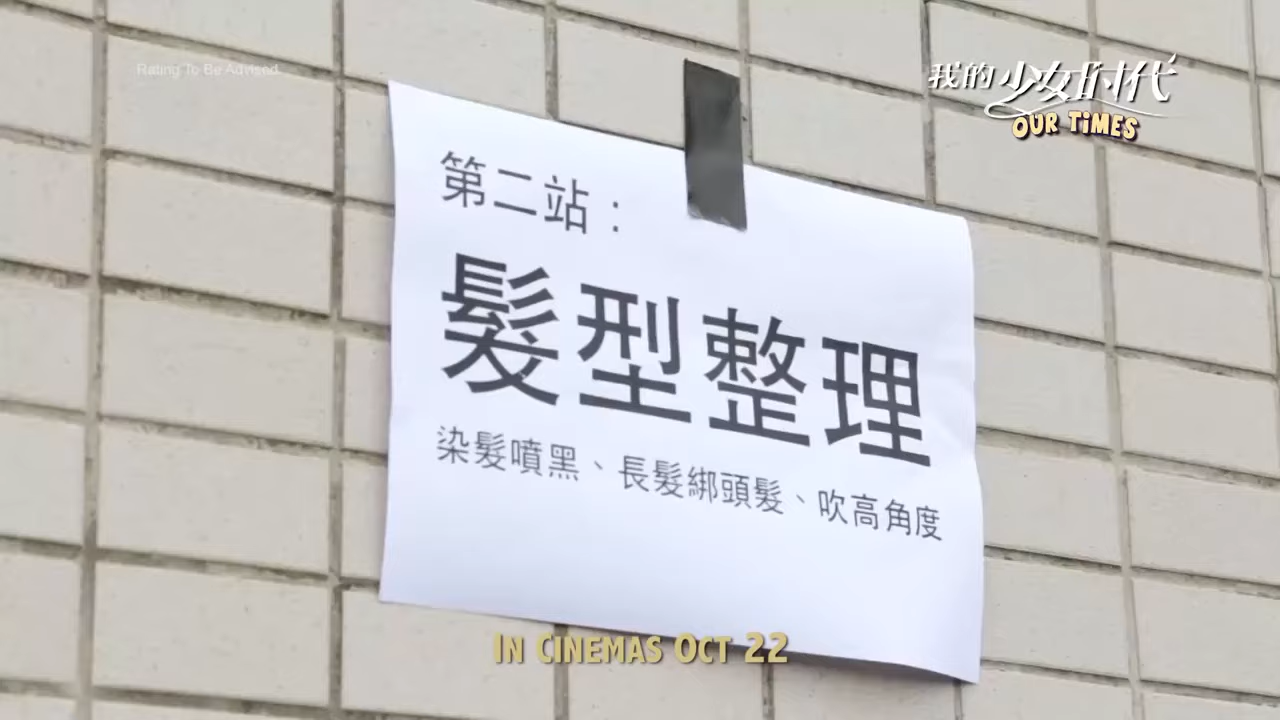 Rating To Be Advised
我的少女时代
OUR TIMES
第二站：
髮型整理
染髮噴黑、長髮綁頭髮、吹高角度
IN CINEMAS OCT 22